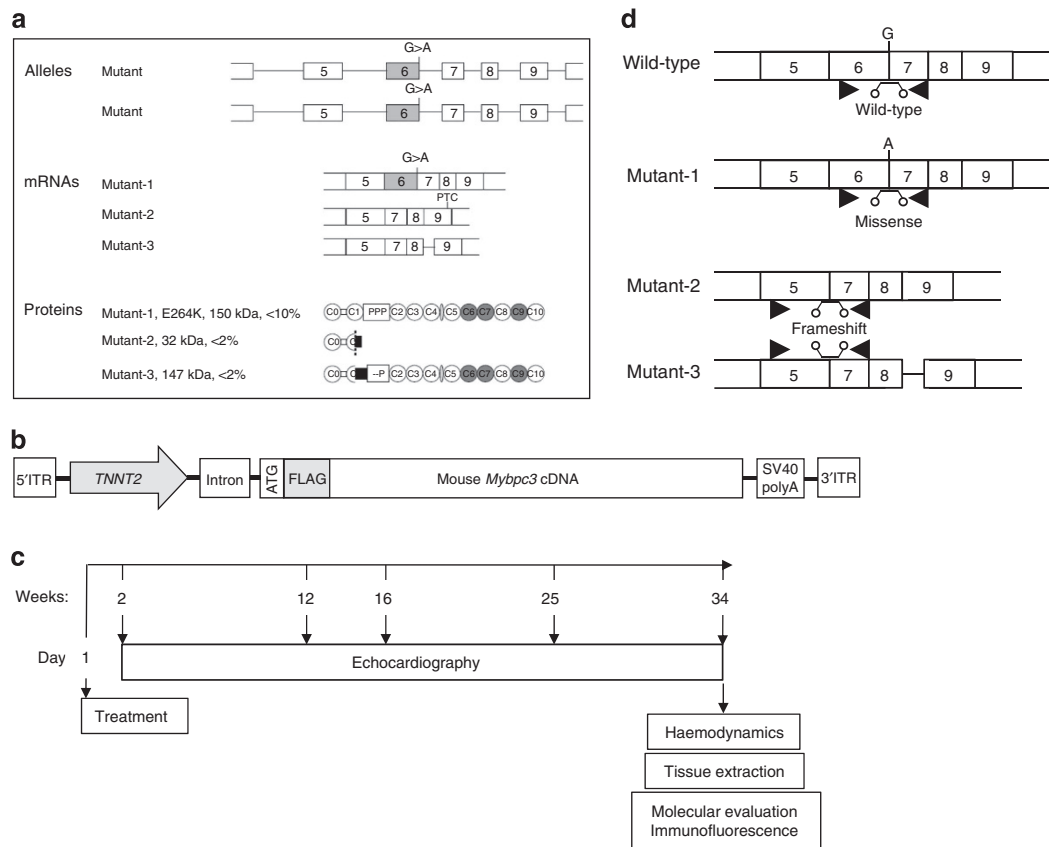 a
G>A
Alleles Mutant 5 6 7 8 9
G>A
Mutant 5 6 7 8 9
G>A
mRNAs Mutant-1 5 6 7 8 9
PTC
Mutant-2 5 7 8 9
Mutant-3 5 7 8 9
Proteins Mutant-1, E264K, 150 kDa, <10% C0 C1 PPP C2 C3 C4 C5 C6 C7 C8 C9 C10
Mutant-2, 32 kDa, <2% C0 C
Mutant-3, 147 kDa, <2% C0 C --P C2 C3 C4 C5 C6 C7 C8 C9 C10
d
G
Wild-type 5 6 7 8 9
Wild-type
A
Mutant-1 5 6 7 8 9
Missense
Mutant-2 5 7 8 9
Frameshift
Mutant-3 5 7 8 9
b
5′ITR TNNT2 Intron ATG FLAG Mouse Mybpc3 cDNA SV40 polyA 3′ITR
c
Weeks: 2 12 16 25 34
Day 1 Echocardiography
Treatment
Haemodynamics
Tissue extraction
Molecular evaluation
Immunofluorescence